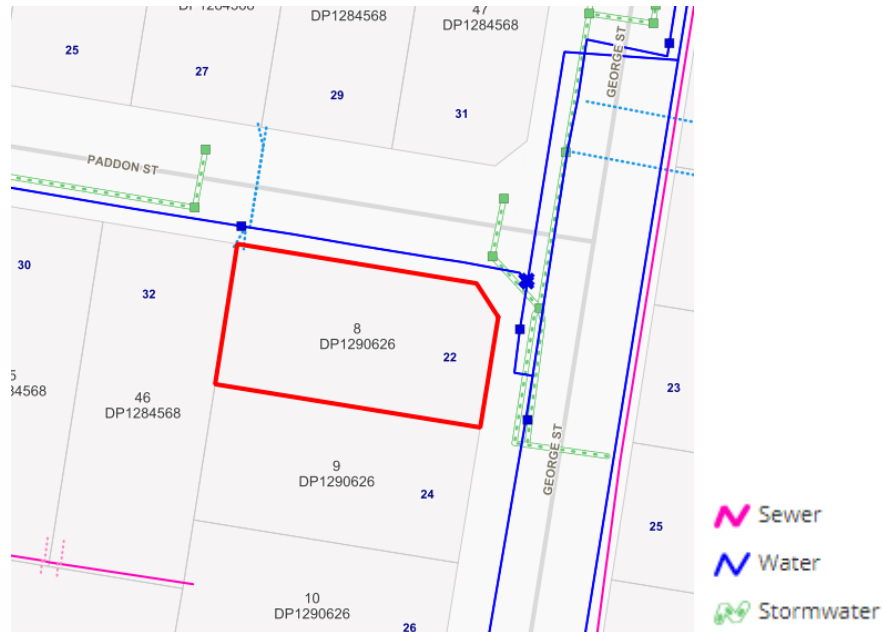 DP1284568
47
DP1284568
25
27
29
31
GEORGE ST
PADDON ST
30
32
8
DP1290626
22
46
DP1284568
23
9
DP1290626
24
GEORGE ST
25
10
DP1290626
26
Sewer
Water
Stormwater